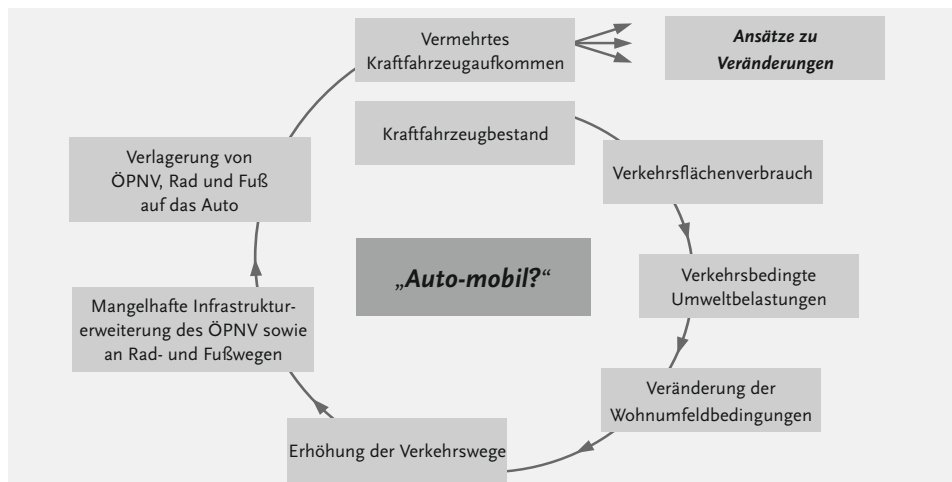 Vermehrtes
Kraftfahrzeugaufkommen
Ansätze zu
Veränderungen
Kraftfahrzeugbestand
Verkehrsflächenverbrauch
Verkehrsbedingte
Umweltbelastungen
Veränderung der
Wohnumfeldbedingungen
Erhöhung der Verkehrswege
Mangelhafte Infrastruktur-
erweiterung des ÖPNV sowie
an Rad- und Fußwegen
Verlagerung von
ÖPNV, Rad und Fuß
auf das Auto
„Auto-mobil?“